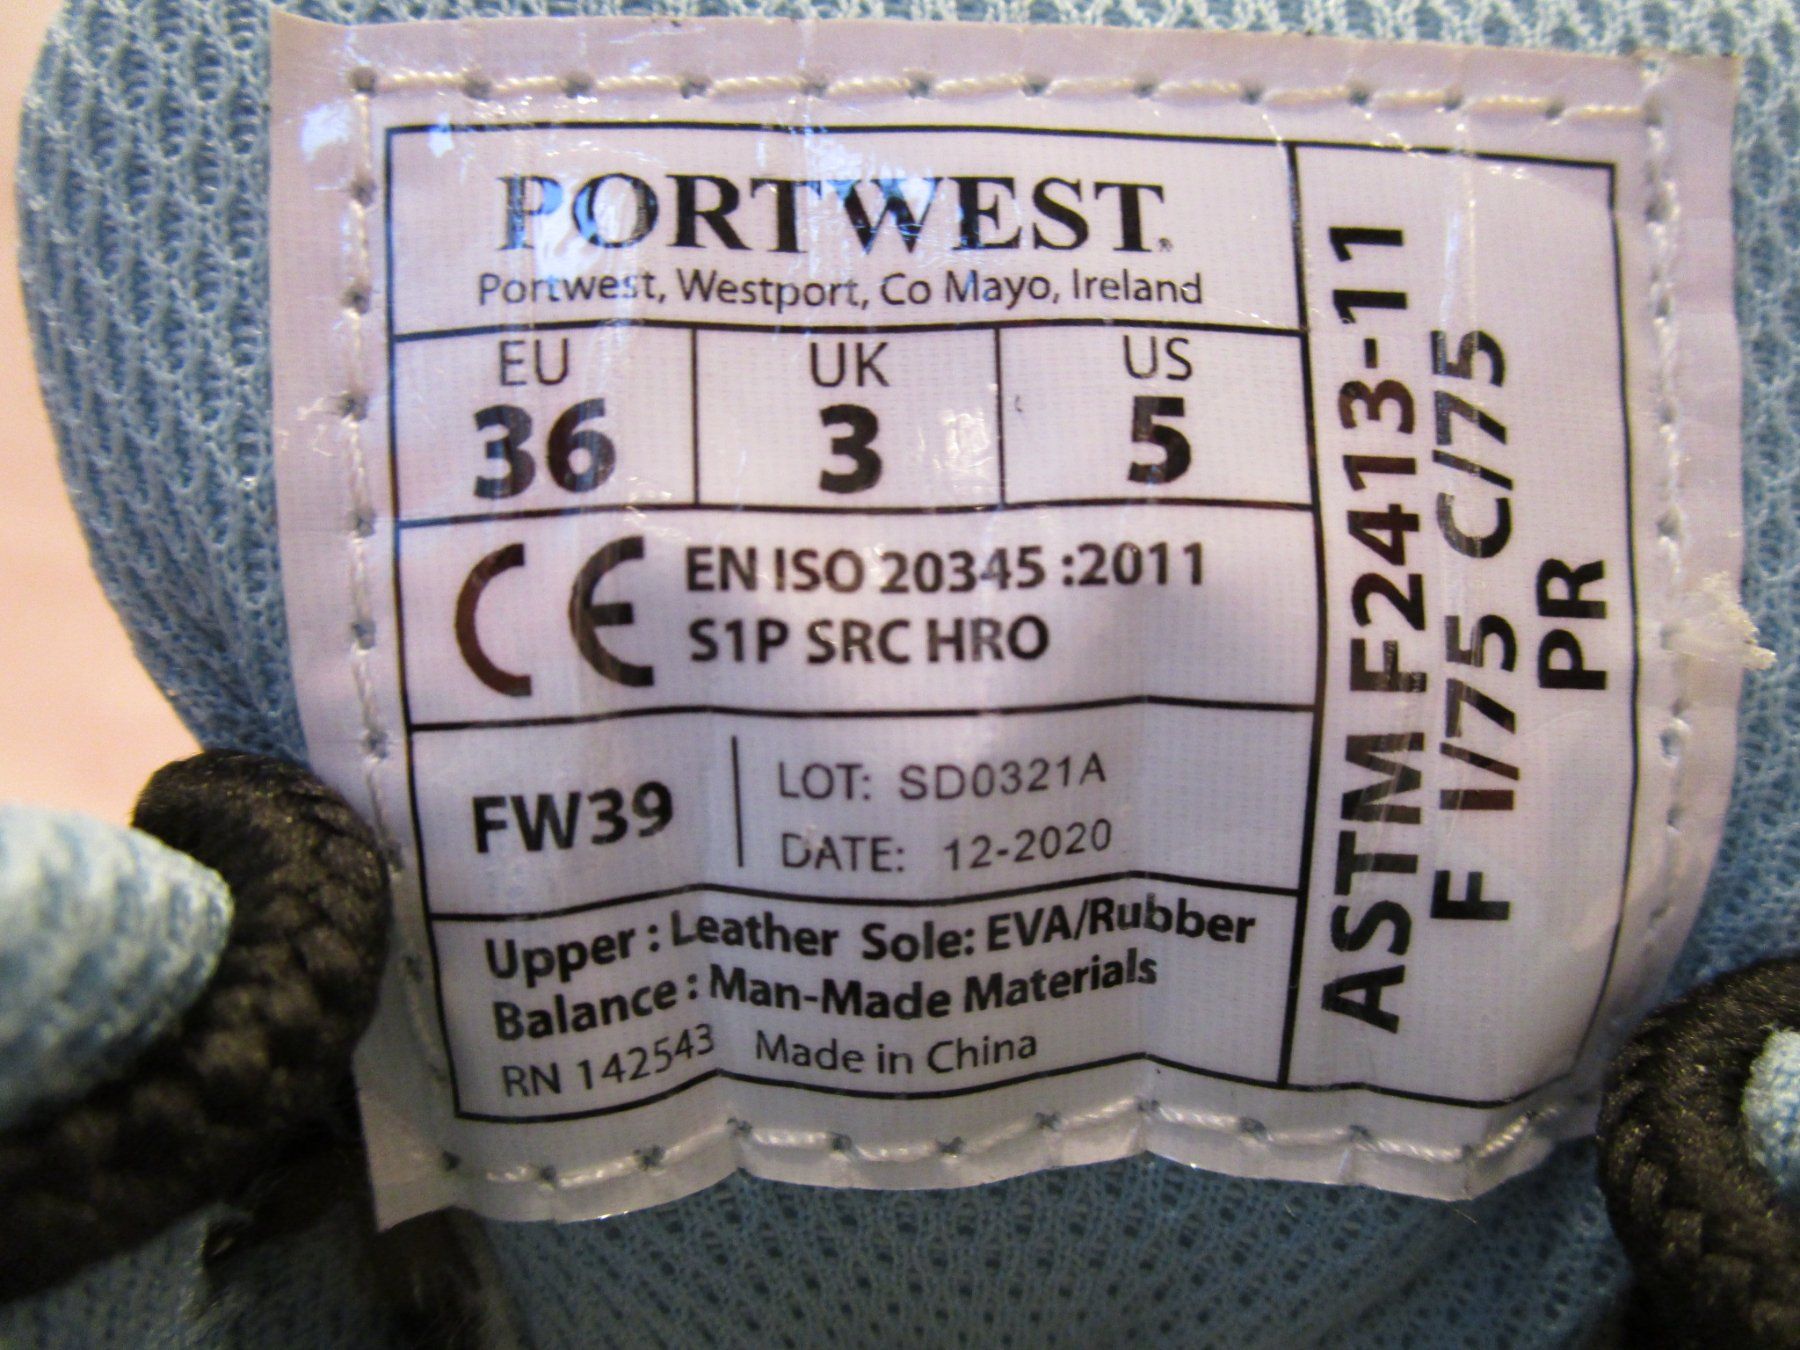 PORTWEST®
Portwest, Westport, Co Mayo, Ireland
EU UK US
36 3 5
CE EN ISO 20345 :2011
S1P SRC HRO
FW39
LOT: SD0321A
DATE: 12-2020
Upper : Leather Sole: EVA/Rubber
Balance : Man-Made Materials
RN 142543 Made in China
ASTM F2413-11
F I/75 C/75
PR